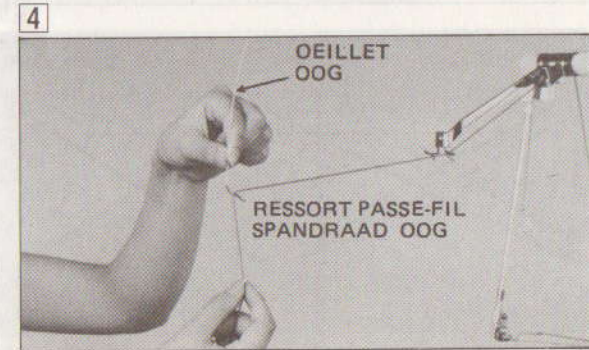 4
OEILLET
OOG
RESSORT PASSE-FIL
SPANDRAAD OOG